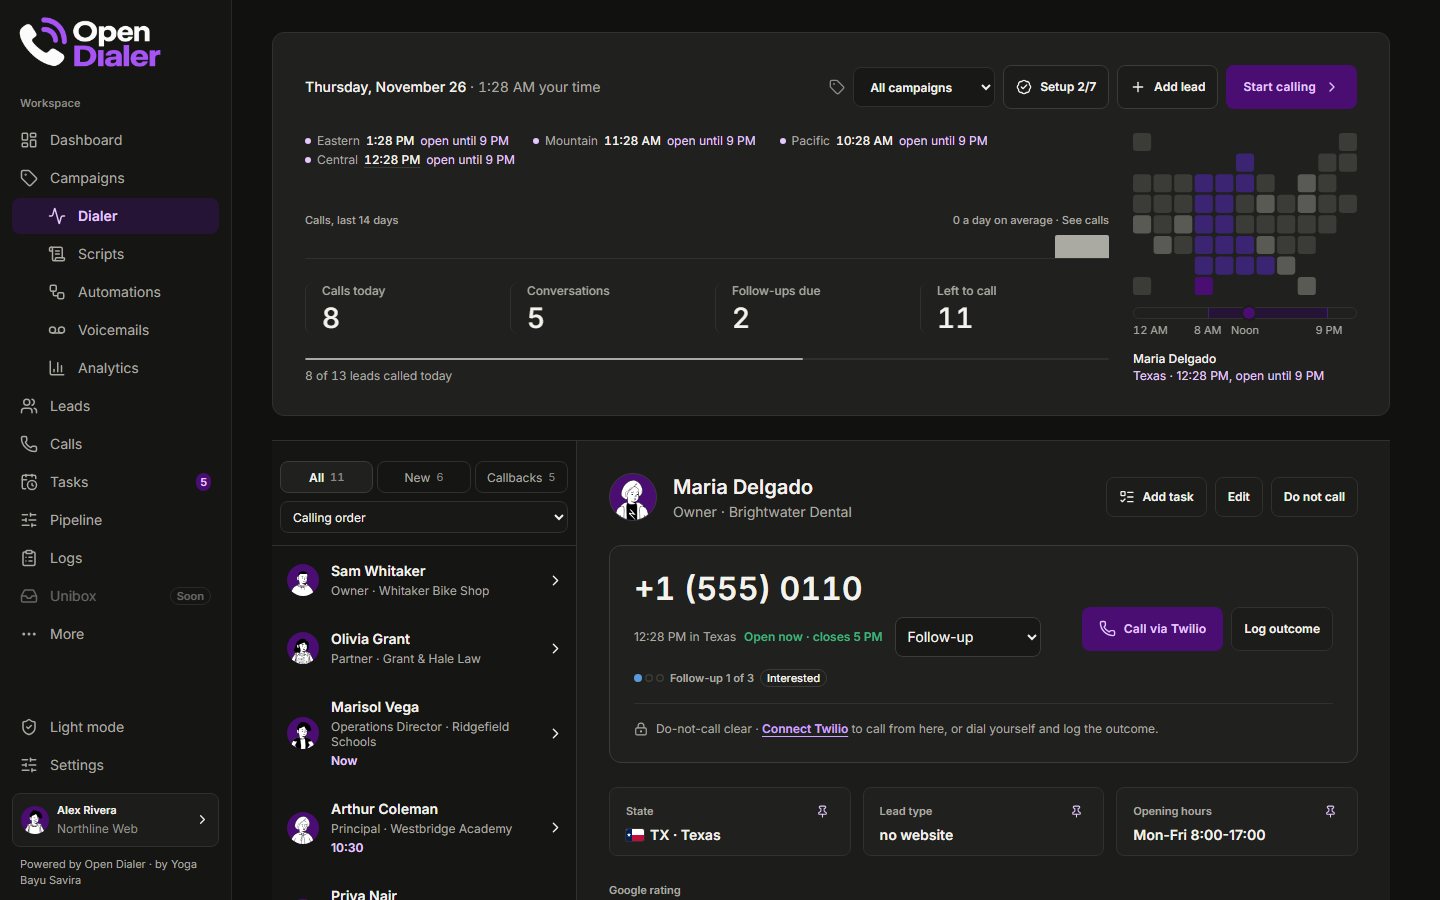 Open
Dialer
Workspace
Dashboard
Campaigns
Dialer
Scripts
Automations
Voicemails
Analytics
Leads
Calls
Tasks 5
Pipeline
Logs
Unibox Soon
More
Light mode
Settings
Alex Rivera
Northline Web
Powered by Open Dialer · by Yoga
Bayu Savira
Thursday, November 26 · 1:28 AM your time
All campaigns
Setup 2/7
Add lead
Start calling
Eastern 1:28 PM open until 9 PM
Mountain 11:28 AM open until 9 PM
Pacific 10:28 AM open until 9 PM
Central 12:28 PM open until 9 PM
Calls, last 14 days
0 a day on average · See calls
Calls today
8
Conversations
5
Follow-ups due
2
Left to call
11
8 of 13 leads called today
12 AM 8 AM Noon 9 PM
Maria Delgado
Texas · 12:28 PM, open until 9 PM
All 11
New 6
Callbacks 5
Calling order
Sam Whitaker
Owner · Whitaker Bike Shop
Olivia Grant
Partner · Grant & Hale Law
Marisol Vega
Operations Director · Ridgefield
Schools
Now
Arthur Coleman
Principal · Westbridge Academy
10:30
Priya Nair
Maria Delgado
Owner · Brightwater Dental
Add task
Edit
Do not call
+1 (555) 0110
12:28 PM in Texas Open now · closes 5 PM
Follow-up
Call via Twilio
Log outcome
Follow-up 1 of 3 Interested
Do-not-call clear · Connect Twilio to call from here, or dial yourself and log the outcome.
State
TX · Texas
Lead type
no website
Opening hours
Mon-Fri 8:00-17:00
Google rating